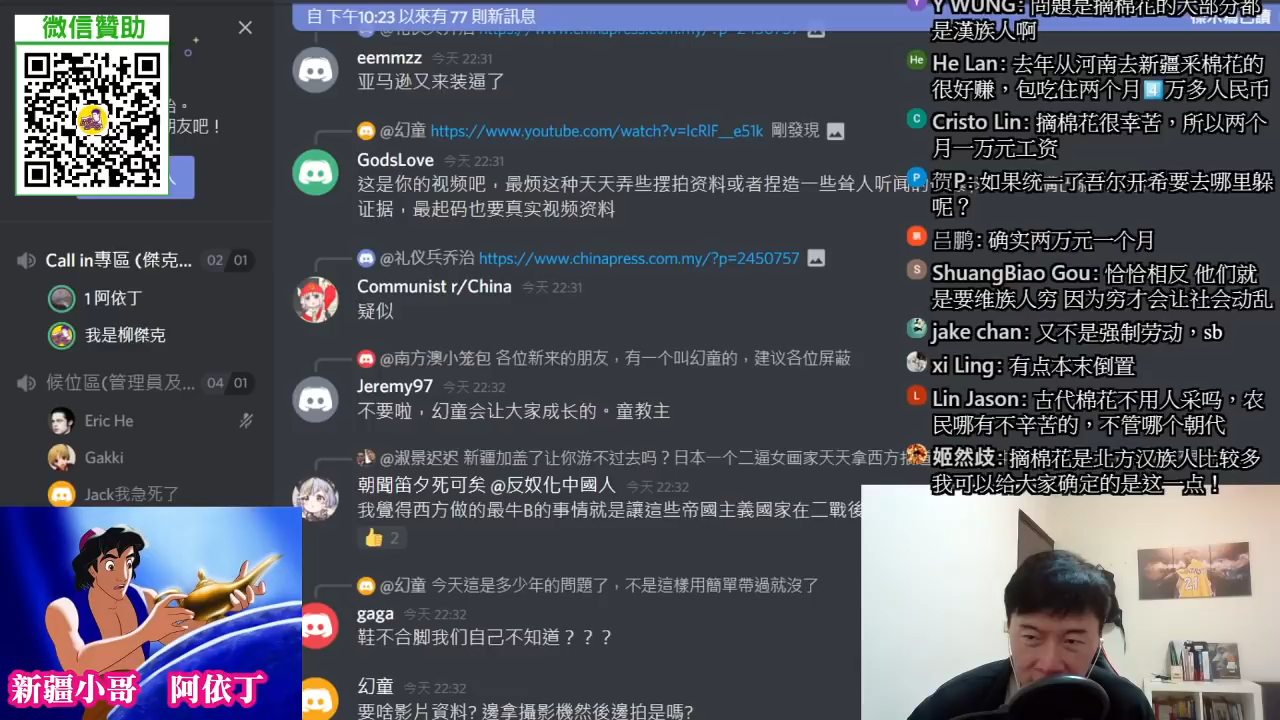 微信贊助
Call in專區 (傑克... 02 01
1 阿依丁
我是柳傑克
候位區(管理員及... 04 01
Eric He
Gakki
Jack我急死了
新疆小哥 阿依丁
自 下午10:23 以來有 77 則新訊息
eemmzz 今天 22:31
亚马逊又来装逼了
@幻童 https://www.youtube.com/watch?v=IcRlF__e51k 剛發現
GodsLove 今天 22:31
这是你的视频吧，最烦这种天天弄些摆拍资料或者捏造一些耸人听闻的
证据，最起码也要真实视频资料
@礼仪兵乔治 https://www.chinapress.com.my/?p=2450757
Communist r/China 今天 22:31
疑似
@南方澳小笼包 各位新来的朋友，有一个叫幻童的，建议各位屏蔽
Jeremy97 今天 22:32
不要啦，幻童会让大家成长的。童教主
@淑景迟迟 新疆加盖了让你游不过去吗？日本一个二逼女画家天天拿西方
朝聞笛夕死可矣 @反奴化中國人 今天 22:32
我覺得西方做的最牛B的事情就是讓這些帝國主義國家在二戰後
2
@幻童 今天這是多少年的問題了，不是這樣用簡單帶過就沒了
gaga 今天 22:32
鞋不合脚我们自己不知道？？？
幻童 今天 22:32
要啥影片資料? 邊拿攝影機然後邊拍是嗎?
Y WUNG: 問題是摘棉花的大部分都
是漢族人啊
He Lan: 去年从河南去新疆釆棉花的
很好赚，包吃住两个月4️⃣万多人民币
Cristo Lin: 摘棉花很幸苦，所以两个
月一万元工资
贺P: 如果统一了吾尔开希要去哪里躲
呢？
吕鹏: 确实两万元一个月
ShuangBiao Gou: 恰恰相反 他们就
是要维族人穷 因为穷才会让社会动乱
jake chan: 又不是强制劳动，sb
xi Ling: 有点本末倒置
Lin Jason: 古代棉花不用人采吗，农
民哪有不辛苦的，不管哪个朝代
姬然歧: 摘棉花是北方汉族人比较多
我可以给大家确定的是这一点！